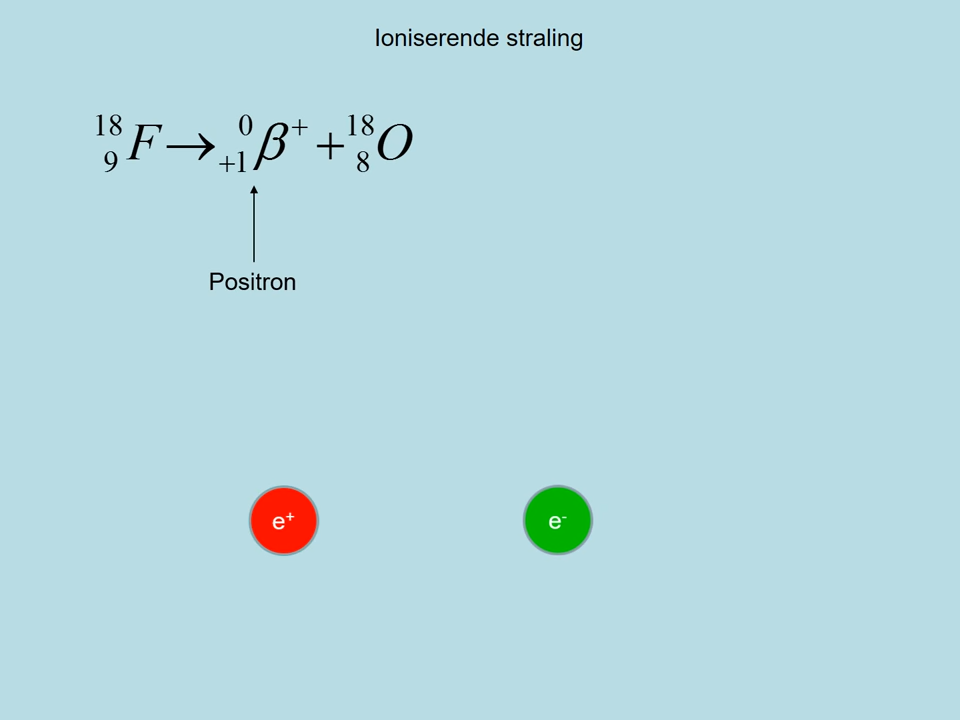 Ioniserende straling
¹⁸₉F → ⁰₊₁β⁺ + ¹⁸₈O
Positron
e⁺
e⁻